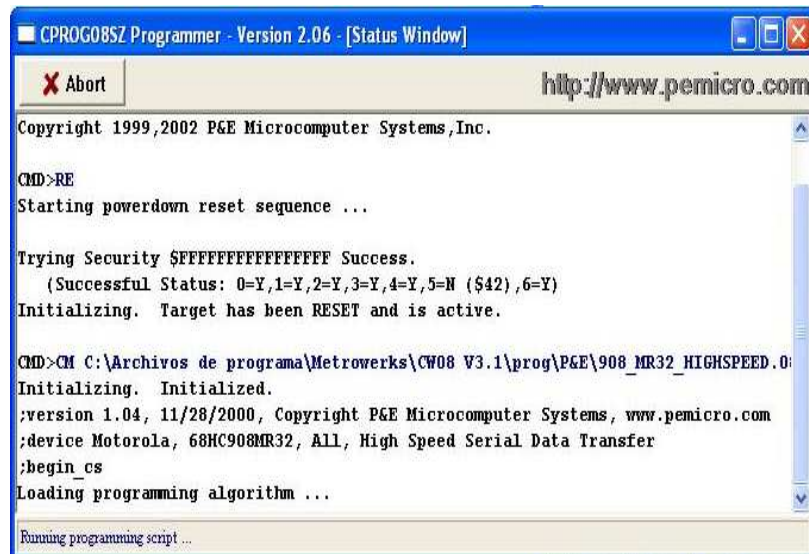 CPROG08SZ Programmer - Version 2.06 - [Status Window]
Abort
http://www.pemicro.com
Copyright 1999,2002 P&E Microcomputer Systems,Inc.
CMD>RE
Starting powerdown reset sequence ...
Trying Security $FFFFFFFFFFFFFFFF Success.
(Successful Status: 0=Y,1=Y,2=Y,3=Y,4=Y,5=N ($42),6=Y)
Initializing. Target has been RESET and is active.
CMD>CM C:\Archivos de programa\Metrowerks\CW08 V3.1\prog\P&E\908_MR32_HIGHSPEED.0
Initializing. Initialized.
;version 1.04, 11/28/2000, Copyright P&E Microcomputer Systems, www.pemicro.com
;device Motorola, 68HC908MR32, All, High Speed Serial Data Transfer
;begin_cs
Loading programming algorithm ...
Running programming script ...